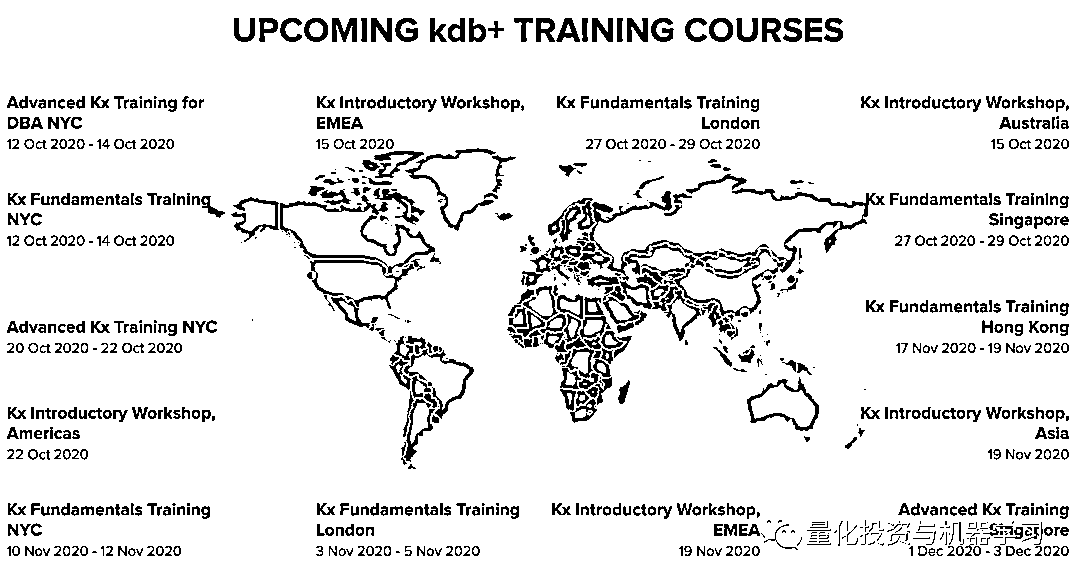 UPCOMING kdb+ TRAINING COURSES
Advanced Kx Training for
DBA NYC
12 Oct 2020 - 14 Oct 2020
Kx Introductory Workshop,
EMEA
15 Oct 2020
Kx Fundamentals Training
London
27 Oct 2020 - 29 Oct 2020
Kx Introductory Workshop,
Australia
15 Oct 2020
Kx Fundamentals Training
NYC
12 Oct 2020 - 14 Oct 2020
Kx Fundamentals Training
Singapore
27 Oct 2020 - 29 Oct 2020
Advanced Kx Training NYC
20 Oct 2020 - 22 Oct 2020
Kx Fundamentals Training
Hong Kong
17 Nov 2020 - 19 Nov 2020
Kx Introductory Workshop,
Americas
22 Oct 2020
Kx Introductory Workshop,
Asia
19 Nov 2020
Kx Fundamentals Training
NYC
10 Nov 2020 - 12 Nov 2020
Kx Fundamentals Training
London
3 Nov 2020 - 5 Nov 2020
Kx Introductory Workshop,
EMEA
19 Nov 2020
Advanced Kx Training
Singapore
1 Dec 2020 - 3 Dec 2020
量化投资与机器学习